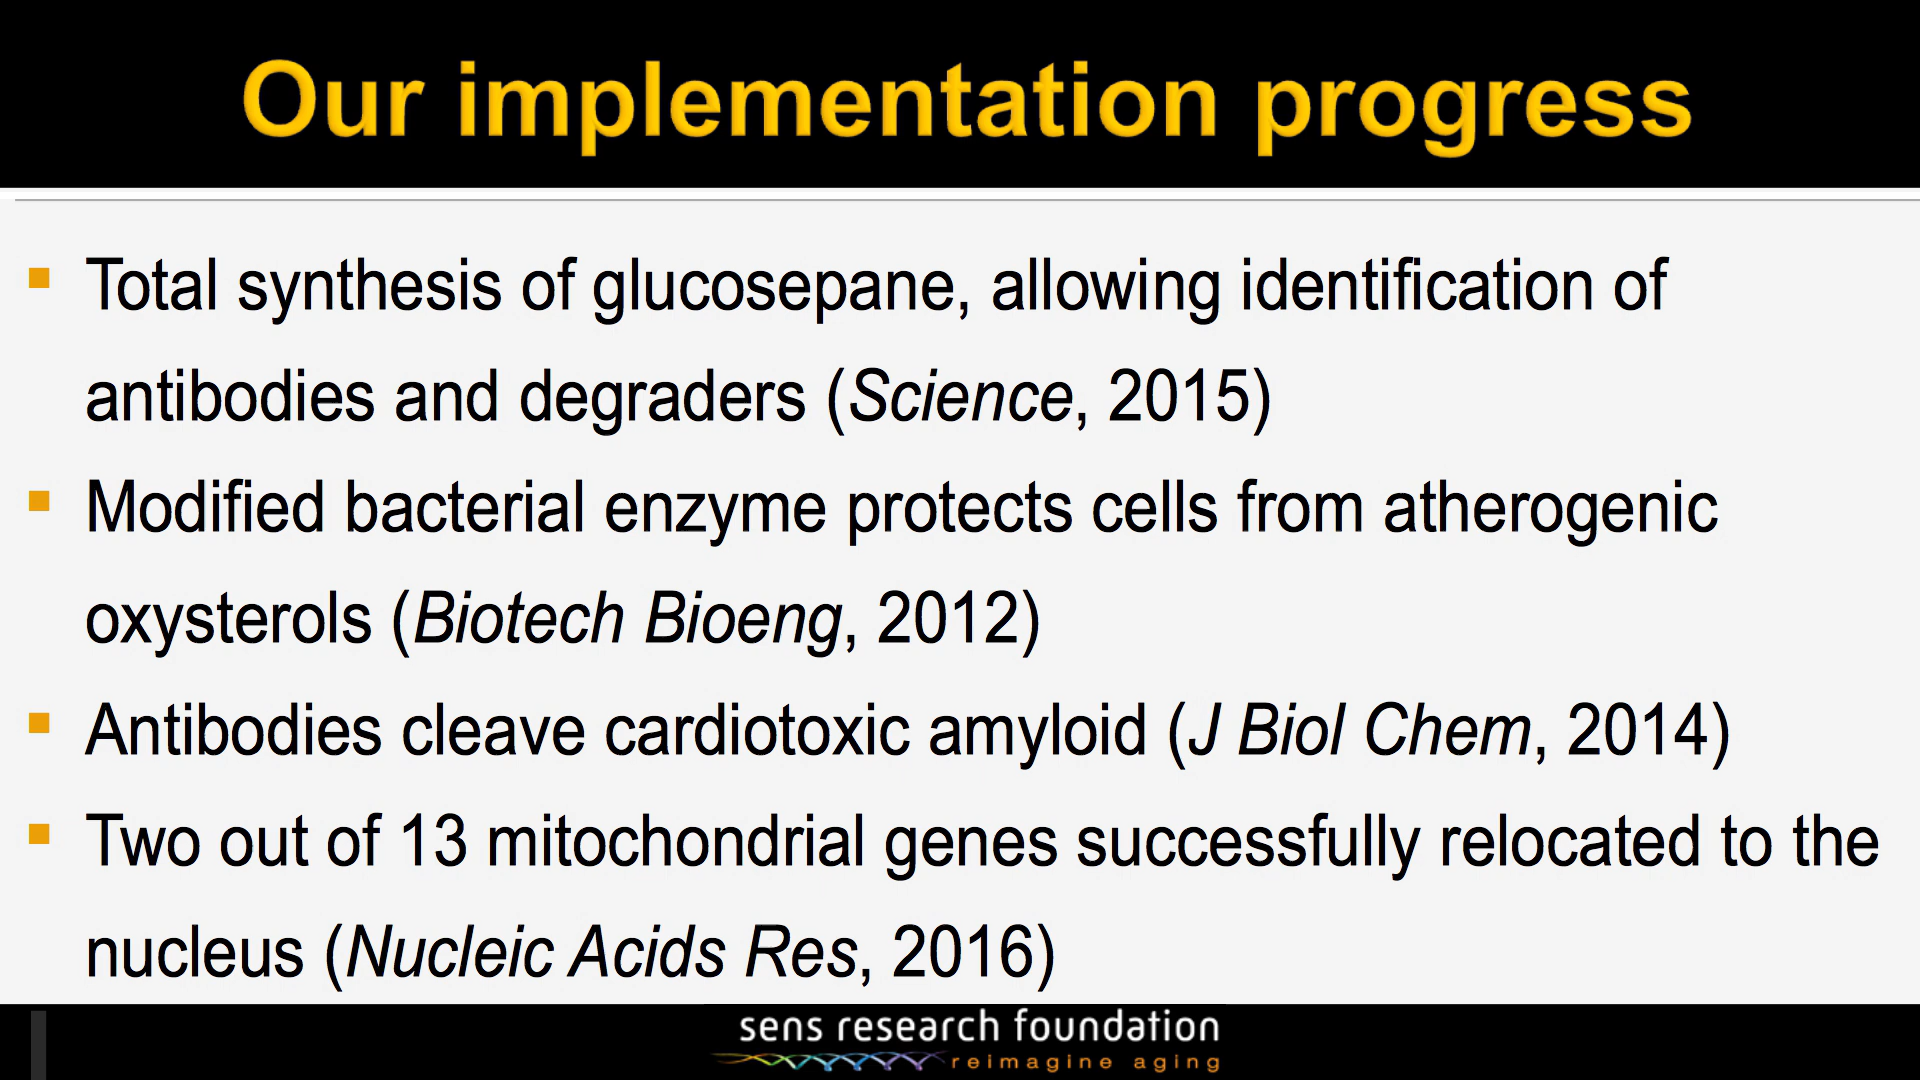 Our implementation progress
Total synthesis of glucosepane, allowing identification of
antibodies and degraders (Science, 2015)
Modified bacterial enzyme protects cells from atherogenic
oxysterols (Biotech Bioeng, 2012)
Antibodies cleave cardiotoxic amyloid (J Biol Chem, 2014)
Two out of 13 mitochondrial genes successfully relocated to the
nucleus (Nucleic Acids Res, 2016)
sens research foundation
reimagine aging